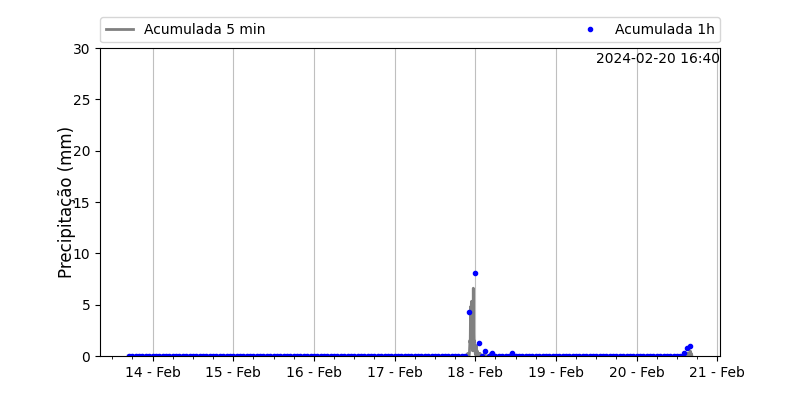 Acumulada 5 min
Acumulada 1h
2024-02-20 16:40
Precipitação (mm)
30
25
20
15
10
5
0
14 - Feb
15 - Feb
16 - Feb
17 - Feb
18 - Feb
19 - Feb
20 - Feb
21 - Feb